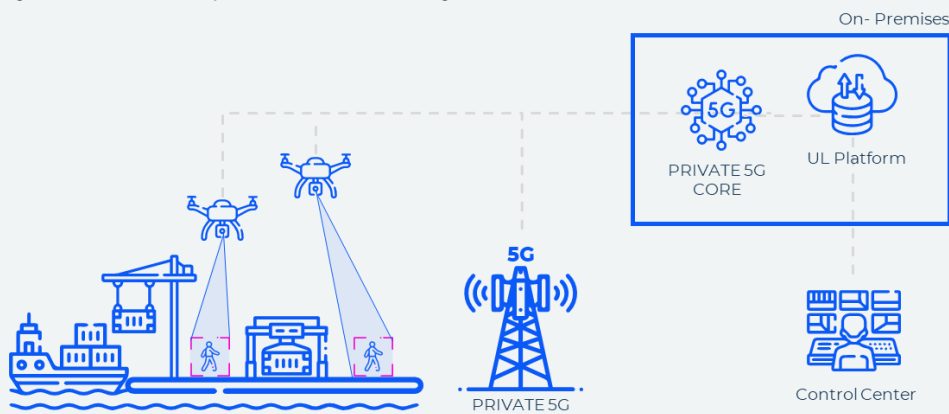 On- Premises
5G
PRIVATE 5G
CORE
UL Platform
5G
PRIVATE 5G
Control Center